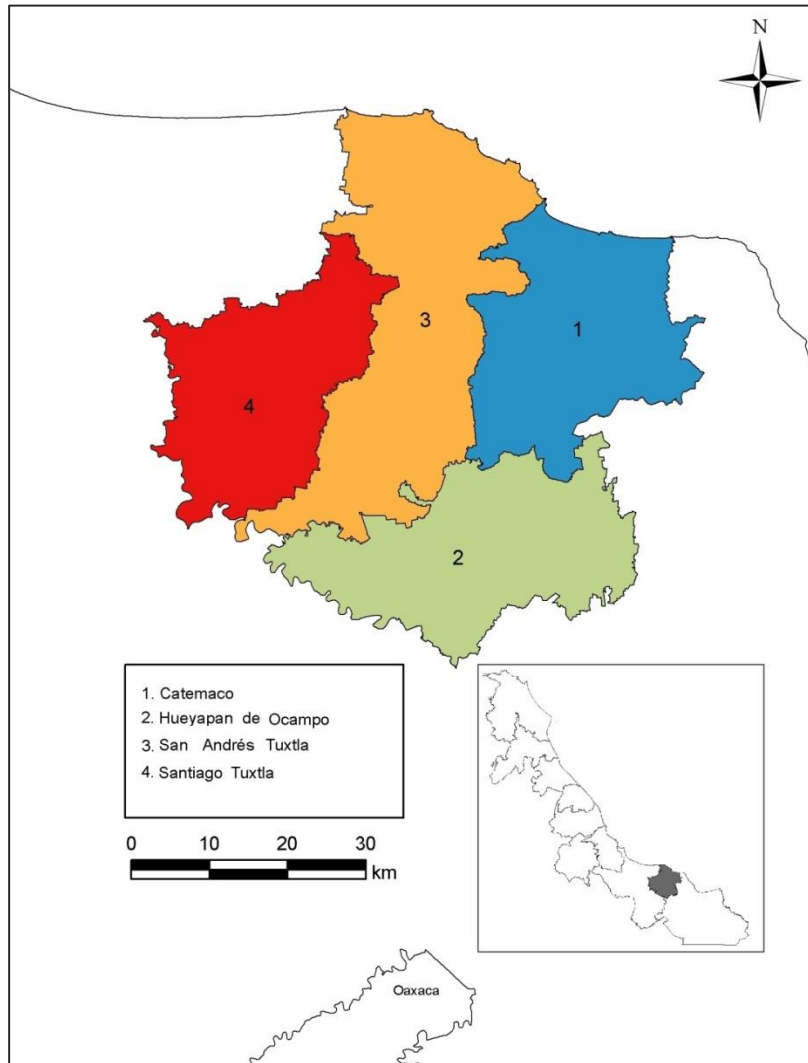 N
3
1
4
2
1. Catemaco
2. Hueyapan de Ocampo
3. San Andrés Tuxtla
4. Santiago Tuxtla
0 10 20 30
km
Oaxaca